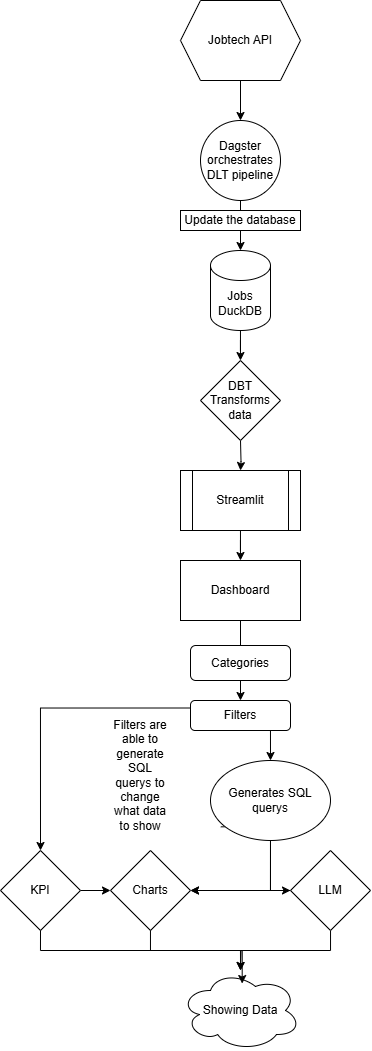 Jobtech API
Dagster
orchestrates
DLT pipeline
Update the database
Jobs
DuckDB
DBT
Transforms
data
Streamlit
Dashboard
Categories
Filters
Filters are
able to
generate
SQL
querys to
change
what data
to show
Generates SQL
querys
KPI
Charts
LLM
Showing Data